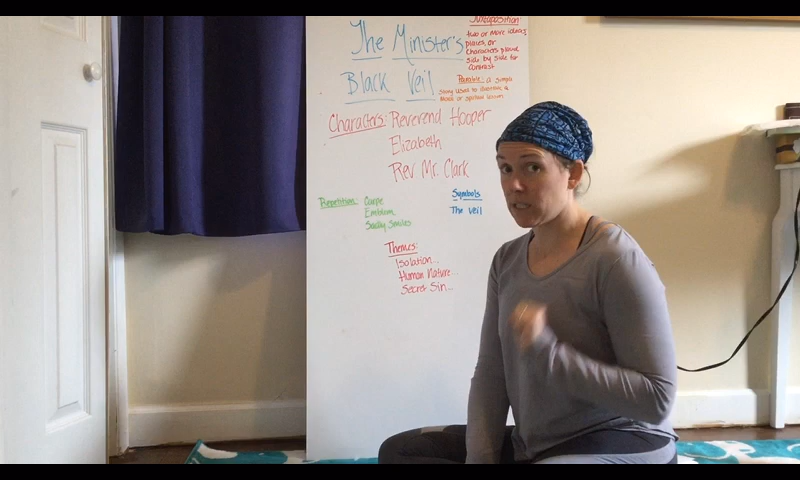 Juxtaposition:
two or more ideas,
places, or
characters placed
side by side for
contrast
The Minister's
Black Veil
Parable: A simple
story used to illustrate a
moral or spiritual lesson
Characters: Reverend Hooper
Elizabeth
Rev Mr. Clark
Repetition: Carpe
Emblem
Sadly Smiles
Symbols
The Veil
Themes:
Isolation...
Human Nature...
Secret Sin...